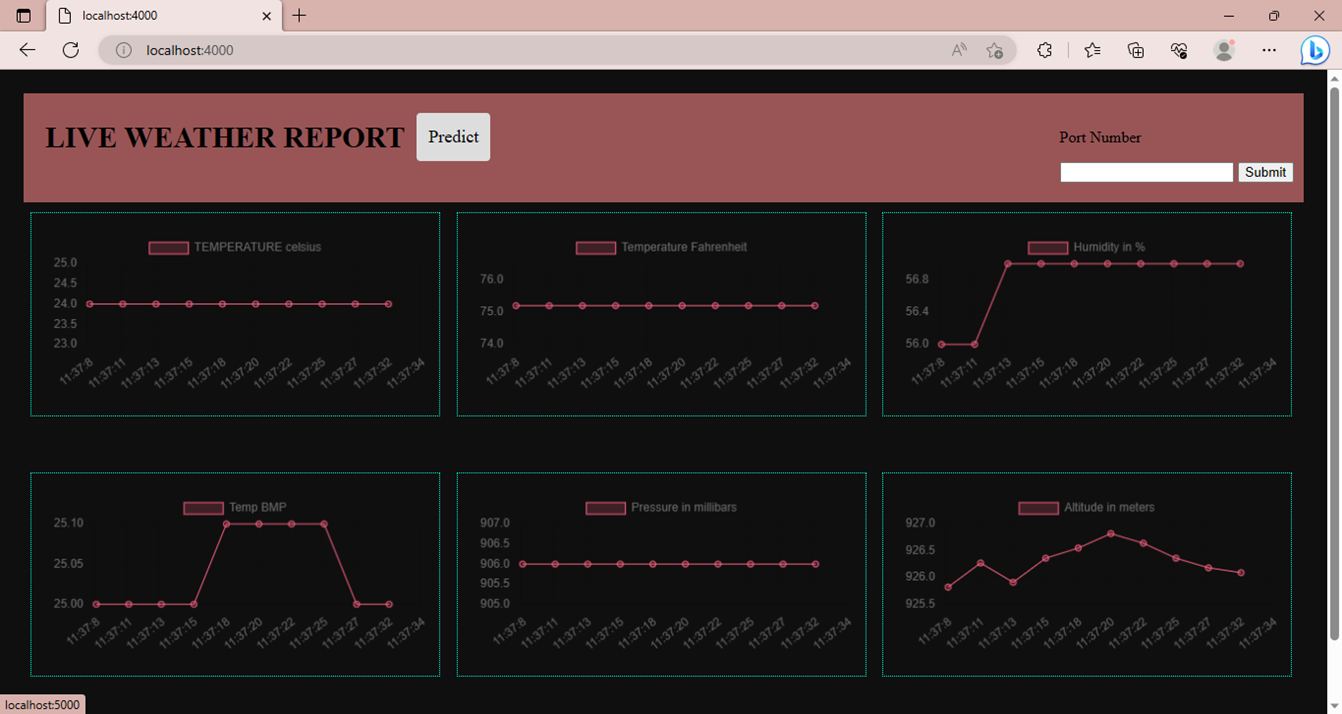 localhost:4000
localhost:4000
LIVE WEATHER REPORT
Predict
Port Number
Submit
TEMPERATURE celsius
25.0
24.5
24.0
23.5
23.0
11:37:8 11:37:11 11:37:13 11:37:15 11:37:18 11:37:20 11:37:22 11:37:25 11:37:27 11:37:32 11:37:34
Temperature Fahrenheit
76.0
75.0
74.0
11:37:8 11:37:11 11:37:13 11:37:15 11:37:18 11:37:20 11:37:22 11:37:25 11:37:27 11:37:32 11:37:34
Humidity in %
56.8
56.4
56.0
11:37:8 11:37:11 11:37:13 11:37:15 11:37:18 11:37:20 11:37:22 11:37:25 11:37:27 11:37:32 11:37:34
Temp BMP
25.10
25.05
25.00
11:37:8 11:37:11 11:37:13 11:37:15 11:37:18 11:37:20 11:37:22 11:37:25 11:37:27 11:37:32 11:37:34
Pressure in millibars
907.0
906.5
906.0
905.5
905.0
11:37:8 11:37:11 11:37:13 11:37:15 11:37:18 11:37:20 11:37:22 11:37:25 11:37:27 11:37:32 11:37:34
Altitude in meters
927.0
926.5
926.0
925.5
11:37:8 11:37:11 11:37:13 11:37:15 11:37:18 11:37:20 11:37:22 11:37:25 11:37:27 11:37:32 11:37:34
localhost:5000